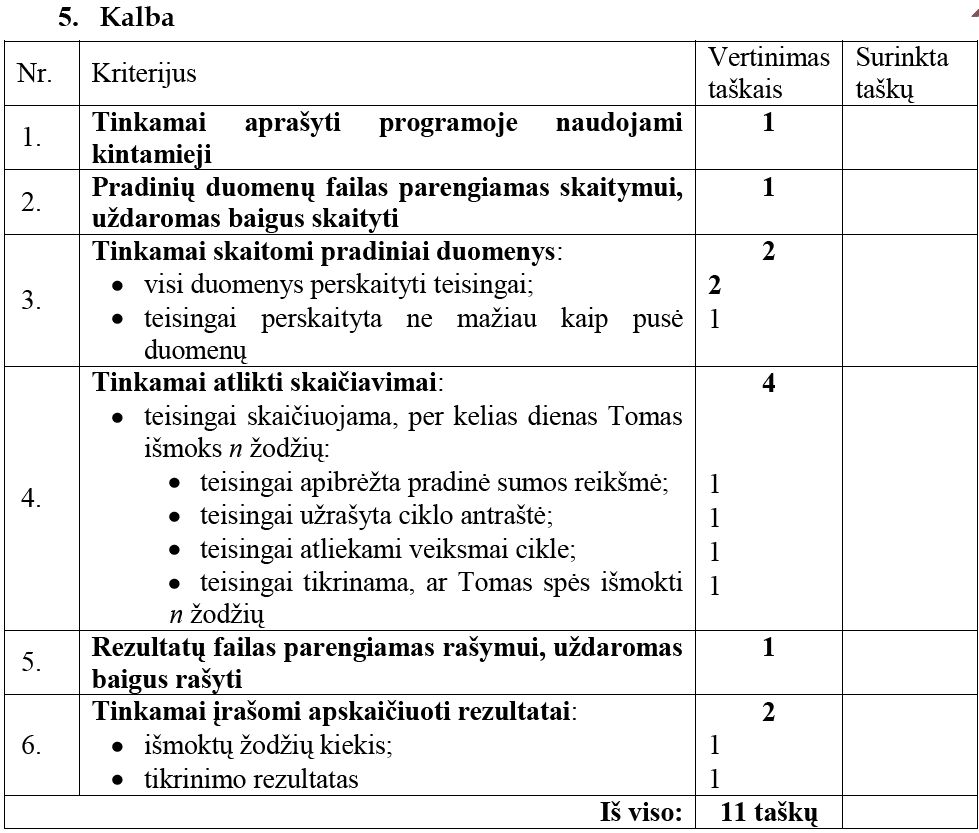 5. Kalba
Nr. Kriterijus Vertinimas taškais Surinkta taškų
1. Tinkamai aprašyti programoje naudojami 1
kintamieji
2. Pradinių duomenų failas parengiamas skaitymui, 1
uždaromas baigus skaityti
3. Tinkamai skaitomi pradiniai duomenys: 2
• visi duomenys perskaityti teisingai; 2
• teisingai perskaityta ne mažiau kaip pusė 1
duomenų
4. Tinkamai atlikti skaičiavimai: 4
• teisingai skaičiuojama, per kelias dienas Tomas
išmoks n žodžių:
• teisingai apibrėžta pradinė sumos reikšmė; 1
• teisingai užrašyta ciklo antraštė; 1
• teisingai atliekami veiksmai cikle; 1
• teisingai tikrinama, ar Tomas spės išmokti 1
n žodžių
5. Rezultatų failas parengiamas rašymui, uždaromas 1
baigus rašyti
6. Tinkamai įrašomi apskaičiuoti rezultatai: 2
• išmoktų žodžių kiekis; 1
• tikrinimo rezultatas 1
Iš viso: 11 taškų